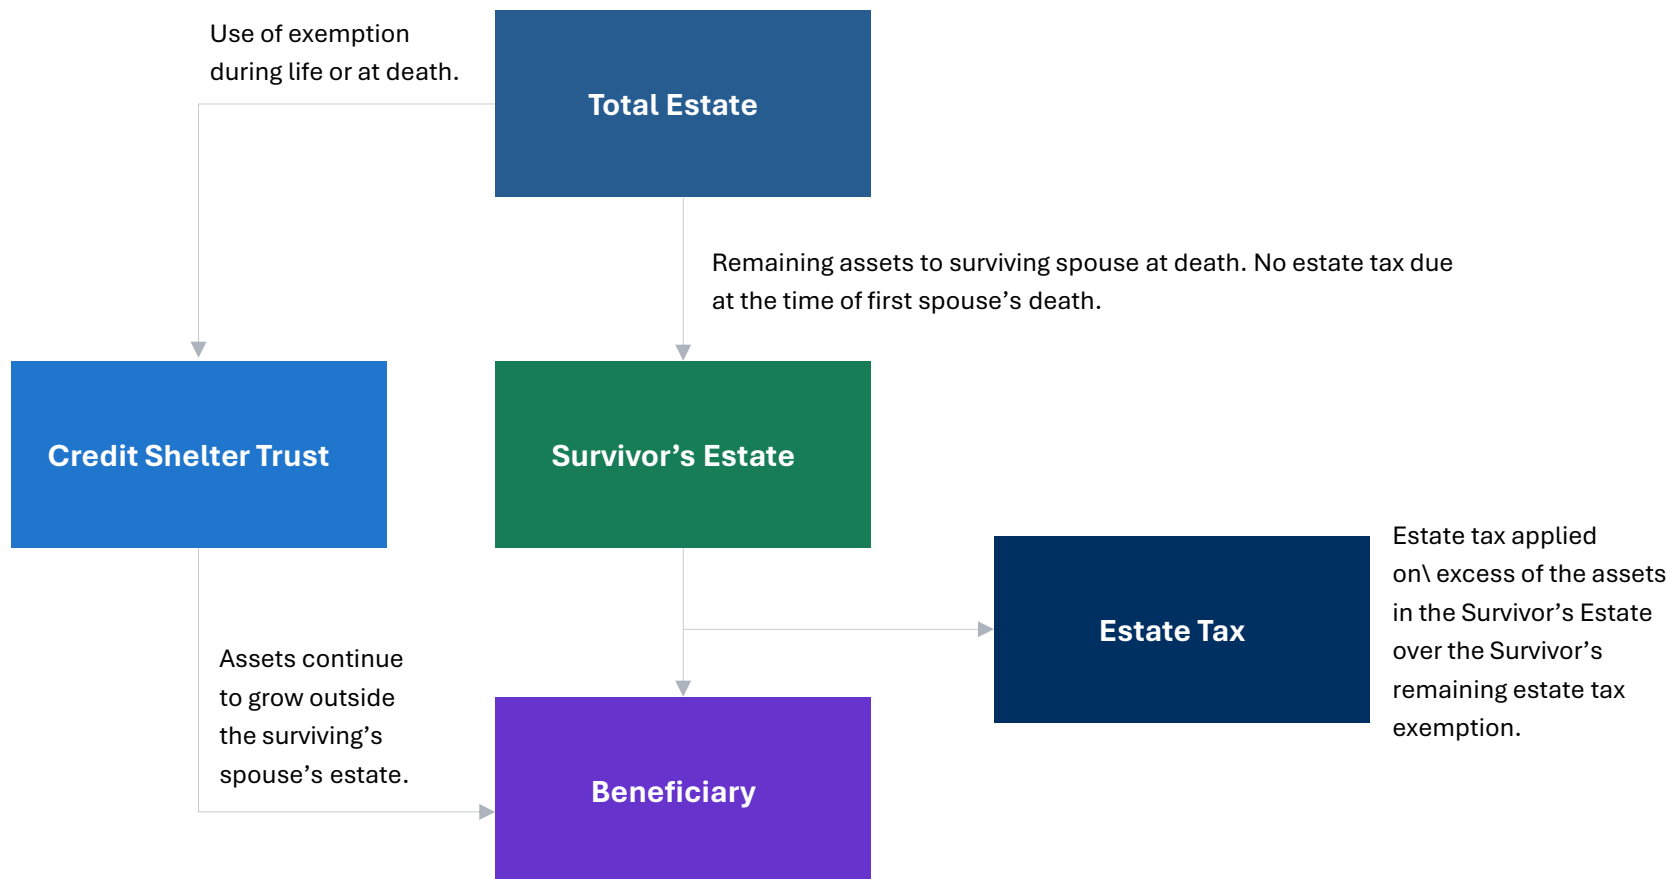 Use of exemption
during life or at death.
Total Estate
Remaining assets to surviving spouse at death. No estate tax due
at the time of first spouse’s death.
Credit Shelter Trust
Survivor’s Estate
Estate Tax
Estate tax applied
on\ excess of the assets
in the Survivor’s Estate
over the Survivor’s
remaining estate tax
exemption.
Assets continue
to grow outside
the surviving’s
spouse’s estate.
Beneficiary